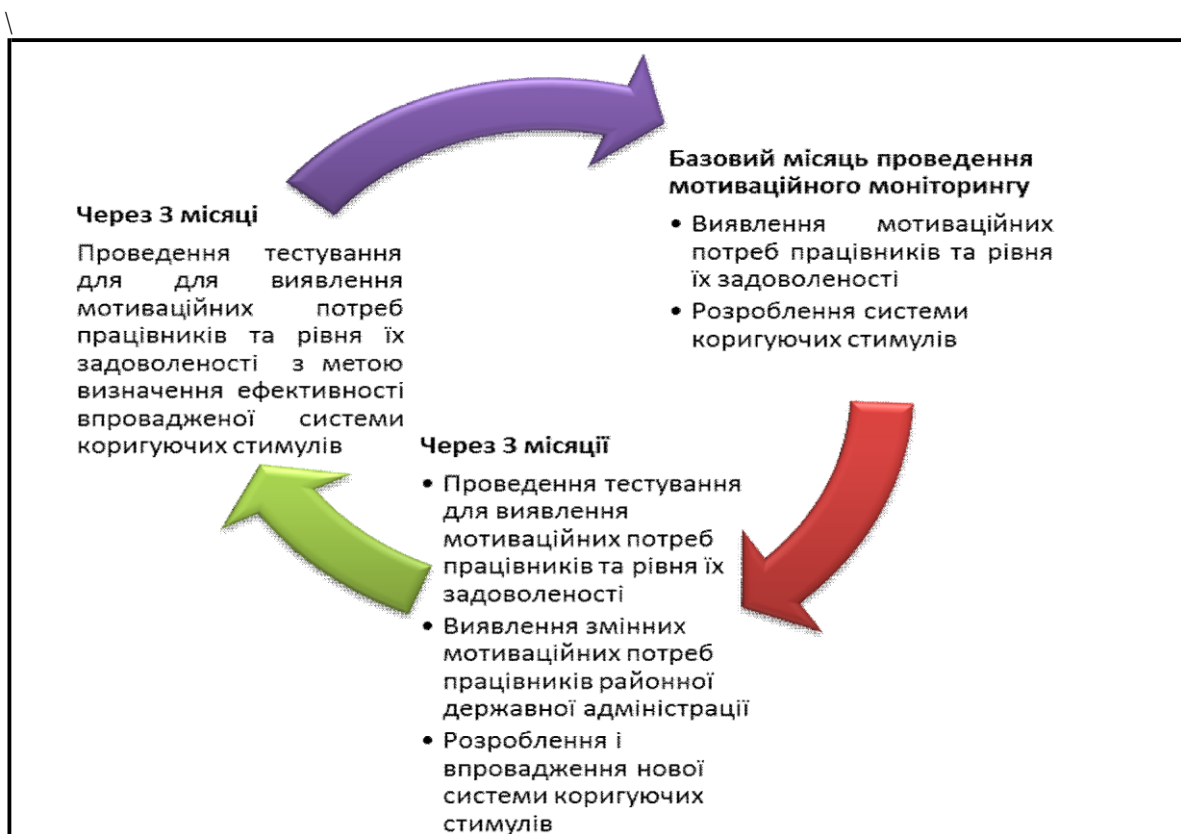 \
Базовий місяць проведення
мотиваційного моніторингу
• Виявлення мотиваційних
потреб працівників та рівня
їх задоволеності
• Розроблення системи
коригуючих стимулів
Через 3 місяції
• Проведення тестування
для виявлення
мотиваційних потреб
працівників та рівня їх
задоволеності
• Виявлення змінних
мотиваційних потреб
працівників районної
державної адміністрації
• Розроблення і
впровадження нової
системи коригуючих
стимулів
Через 3 місяці
Проведення тестування
для для виявлення
мотиваційних потреб
працівників та рівня їх
задоволеності з метою
визначення ефективності
впровадженої системи
коригуючих стимулів